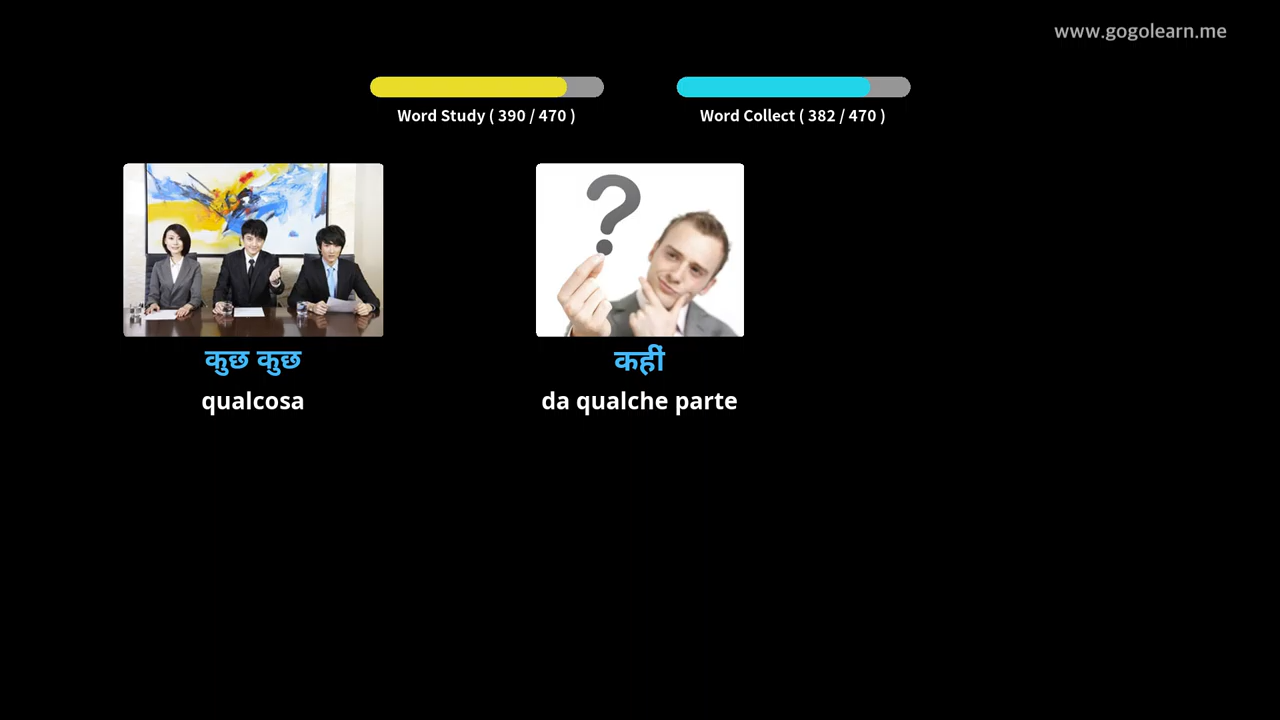 www.gogolearn.me
Word Study ( 390 / 470 )
Word Collect ( 382 / 470 )
कुछ कुछ
qualcosa
कहीं
da qualche parte